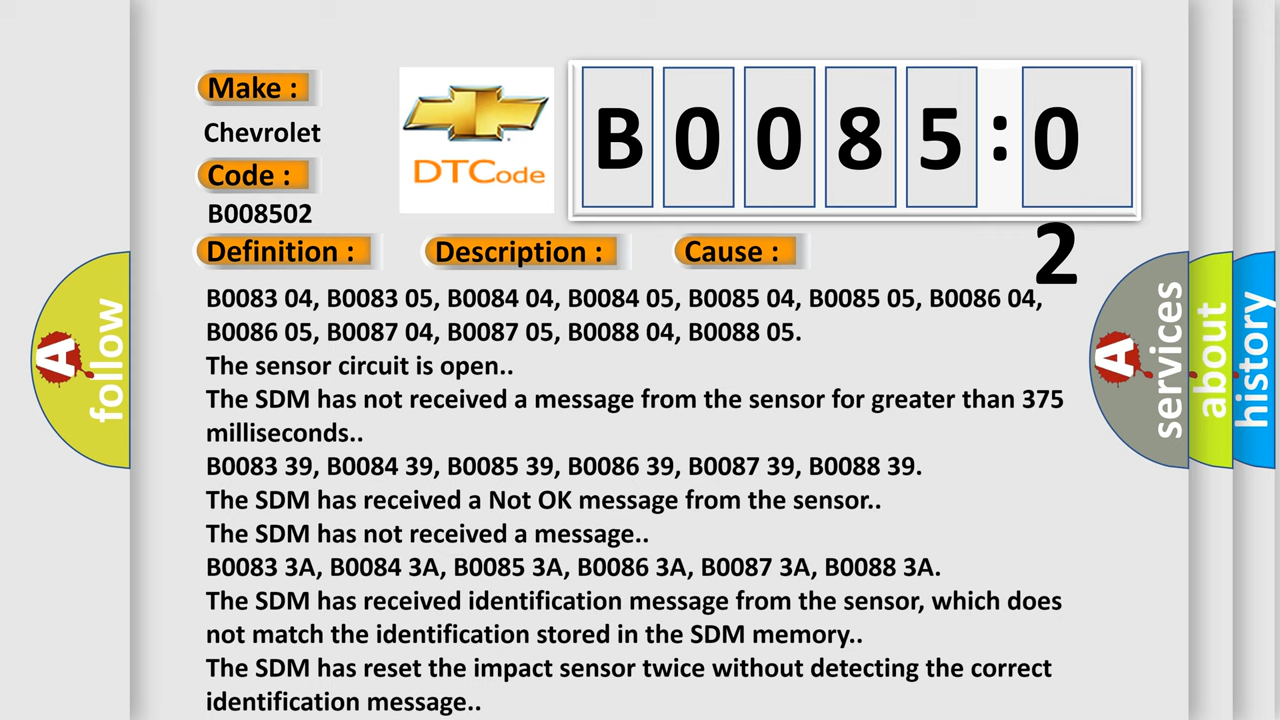 Make :
Chevrolet
Code :
B008502
DTCode
B0085:0
2
Definition :
Description :
Cause :
B0083 04, B0083 05, B0084 04, B0084 05, B0085 04, B0085 05, B0086 04,
B0086 05, B0087 04, B0087 05, B0088 04, B0088 05.
The sensor circuit is open..
The SDM has not received a message from the sensor for greater than 375
milliseconds..
B0083 39, B0084 39, B0085 39, B0086 39, B0087 39, B0088 39.
The SDM has received a Not OK message from the sensor..
The SDM has not received a message..
B0083 3A, B0084 3A, B0085 3A, B0086 3A, B0087 3A, B0088 3A.
The SDM has received identification message from the sensor, which does
not match the identification stored in the SDM memory..
The SDM has reset the impact sensor twice without detecting the correct
identification message..
A
follow
A
services
about
history